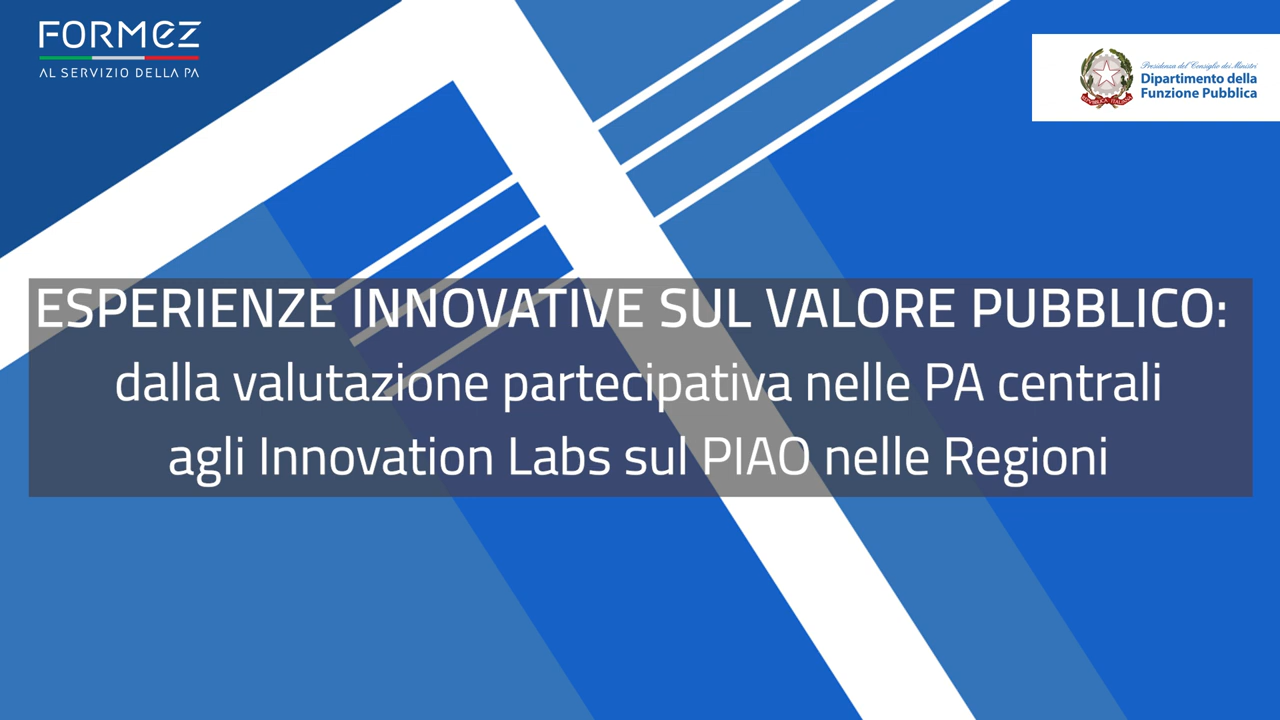 FORMEZ
AL SERVIZIO DELLA PA
Presidenza del Consiglio dei Ministri
Dipartimento della
Funzione Pubblica
ESPERIENZE INNOVATIVE SUL VALORE PUBBLICO:
dalla valutazione partecipativa nelle PA centrali
agli Innovation Labs sul PIAO nelle Regioni